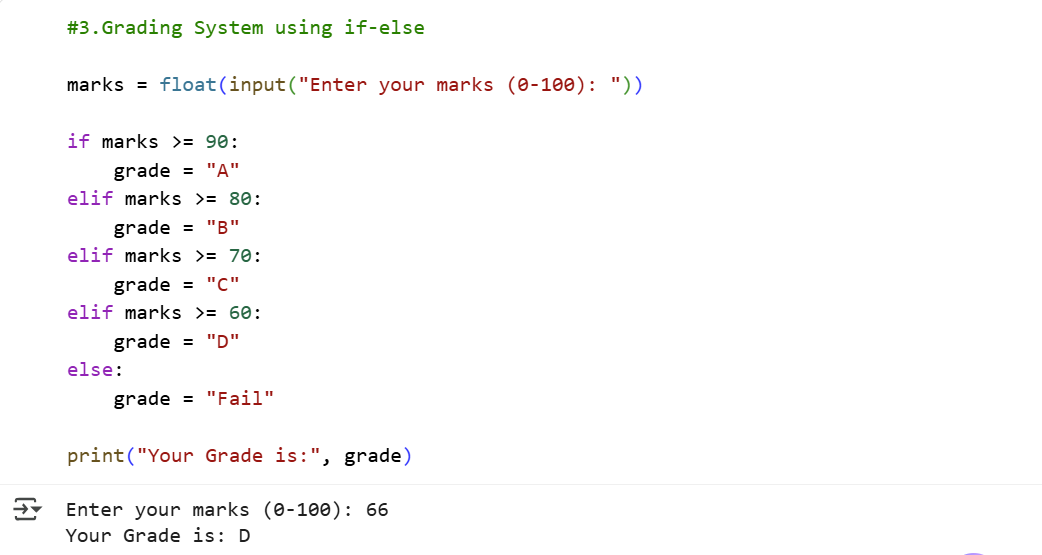 #3.Grading System using if-else
marks = float(input("Enter your marks (0-100): "))
if marks >= 90:
    grade = "A"
elif marks >= 80:
    grade = "B"
elif marks >= 70:
    grade = "C"
elif marks >= 60:
    grade = "D"
else:
    grade = "Fail"
print("Your Grade is:", grade)
Enter your marks (0-100): 66
Your Grade is: D